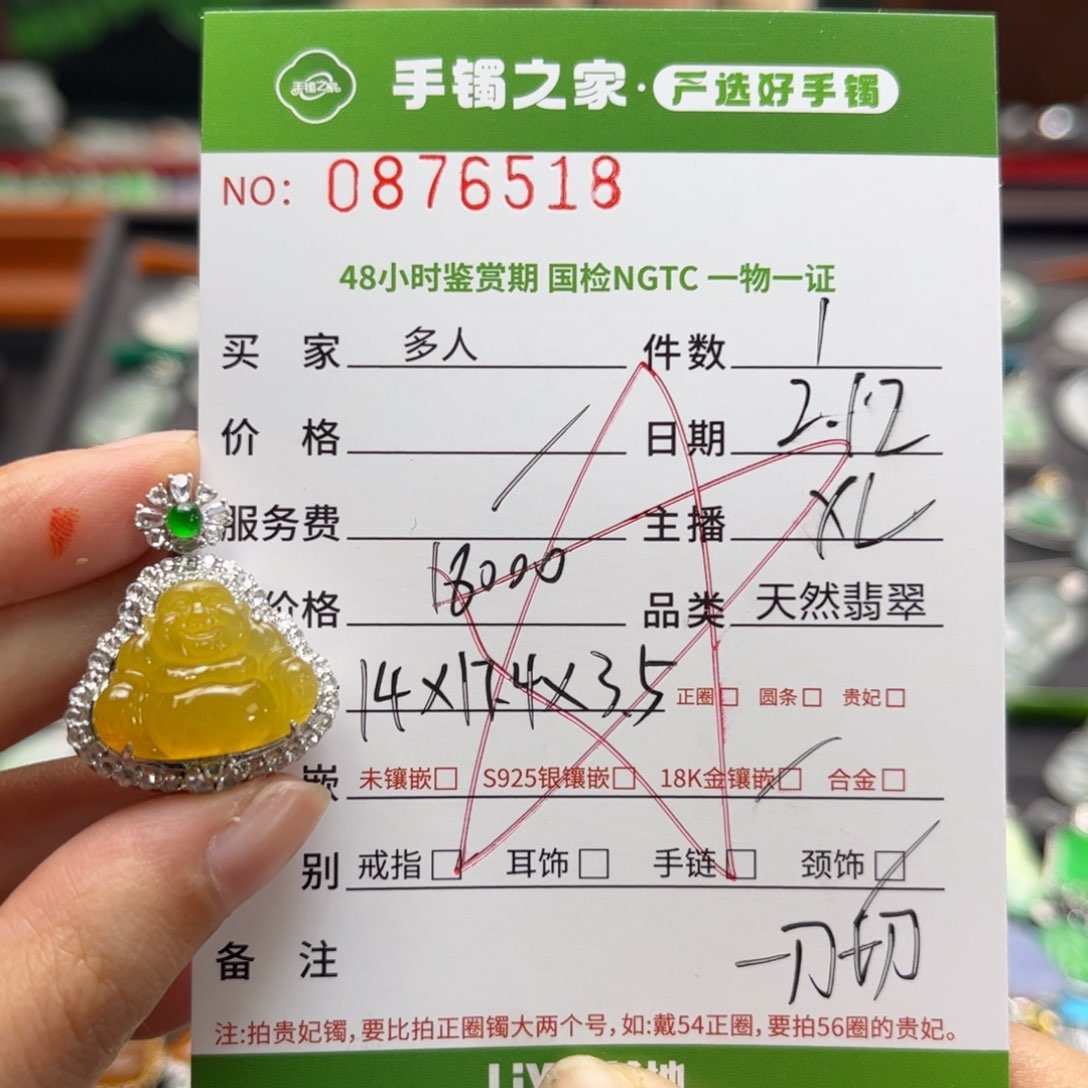 手镯之家
手镯之家·严选好手镯
NO: 0876518
48小时鉴赏期 国检NGTC 一物一证
买 家 多人 件数 1
价 格 日期 2.12
服务费 主播 XL
价格 18000 品类 天然翡翠
14×17.4×3.5 正圈□ 圆条□ 贵妃□
嵌 未镶嵌□ S925银镶嵌□ 18K金镶嵌□ 合金□
别 戒指□ 耳饰□ 手链□ 颈饰□
备 注 一刀切
注:拍贵妃镯,要比拍正圈镯大两个号,如:戴54正圈,要拍56圈的贵妃。